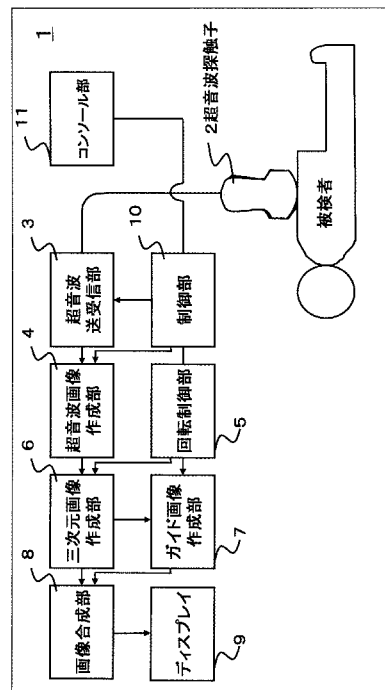 1
11
コンソール部
2超音波探触子
被検者
3
超音波
送受信部
10
制御部
4
超音波画像
作成部
回転制御部
5
6
三次元画像
作成部
ガイド画像
作成部
7
8
画像合成部
ディスプレイ
9